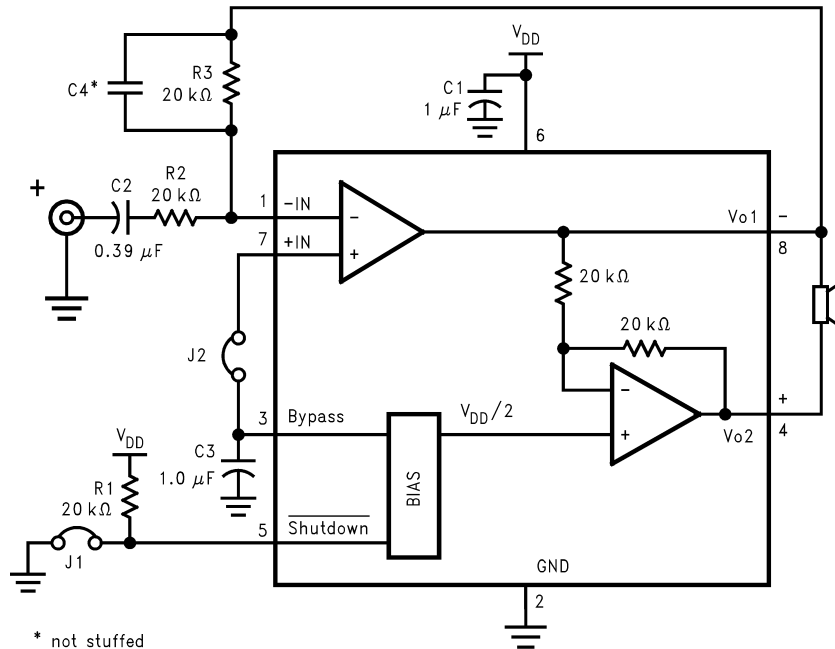 V_DD
C4*
R3
20 kΩ
C1
1 μF
6
+
C2
0.39 μF
R2
20 kΩ
1
-IN
7
+IN
-
+
Vo1
-
8
20 kΩ
20 kΩ
J2
3
Bypass
V_DD/2
-
+
+
Vo2
4
V_DD
C3
1.0 μF
BIAS
R1
20 kΩ
5
Shutdown
J1
GND
2
* not stuffed